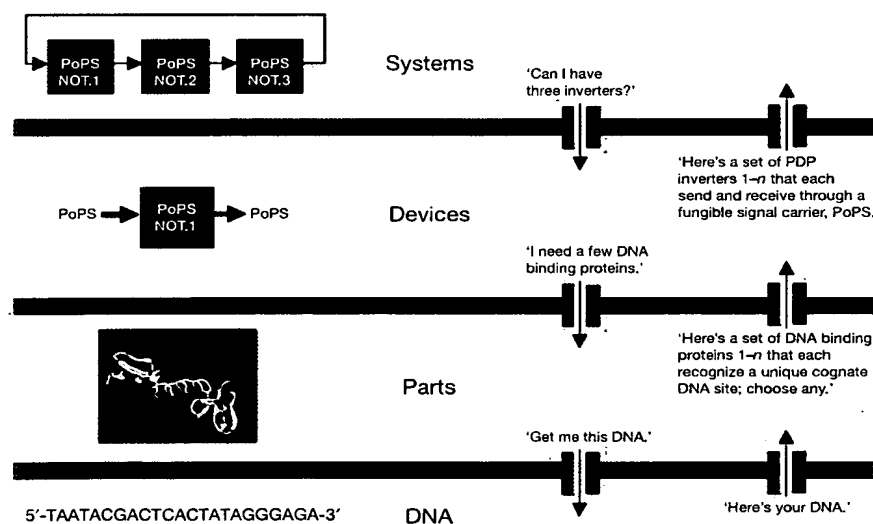 PoPS
NOT.1
PoPS
NOT.2
PoPS
NOT.3
Systems
'Can I have
three inverters?'
'Here's a set of PDP
inverters 1–n that each
send and receive through a
fungible signal carrier, PoPS.
PoPS
PoPS
NOT.1
PoPS
Devices
'I need a few DNA
binding proteins.'
'Here's a set of DNA binding
proteins 1–n that each
recognize a unique cognate
DNA site; choose any.'
Parts
'Get me this DNA.'
'Here's your DNA.'
5′-TAATACGACTCACTATAGGGAGA-3′
DNA